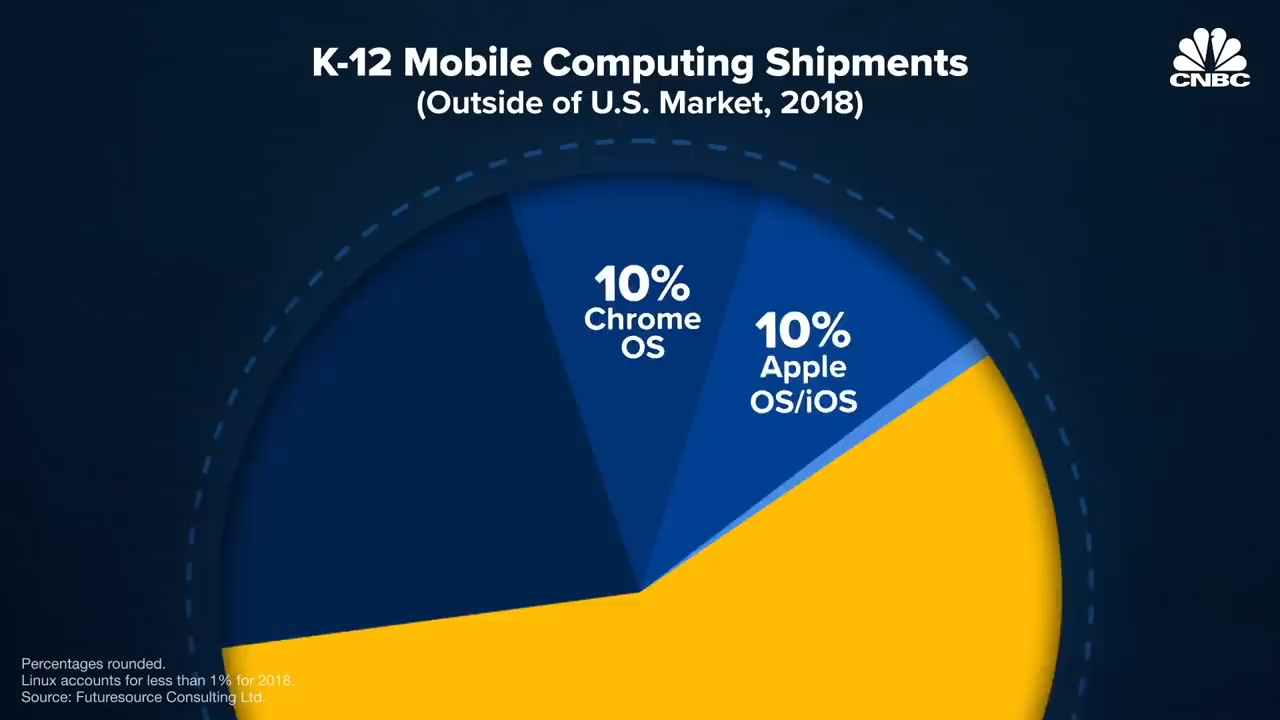 K-12 Mobile Computing Shipments
(Outside of U.S. Market, 2018)
CNBC
10%
Chrome
OS
10%
Apple
OS/iOS
Percentages rounded.
Linux accounts for less than 1% for 2018.
Source: Futuresource Consulting Ltd.